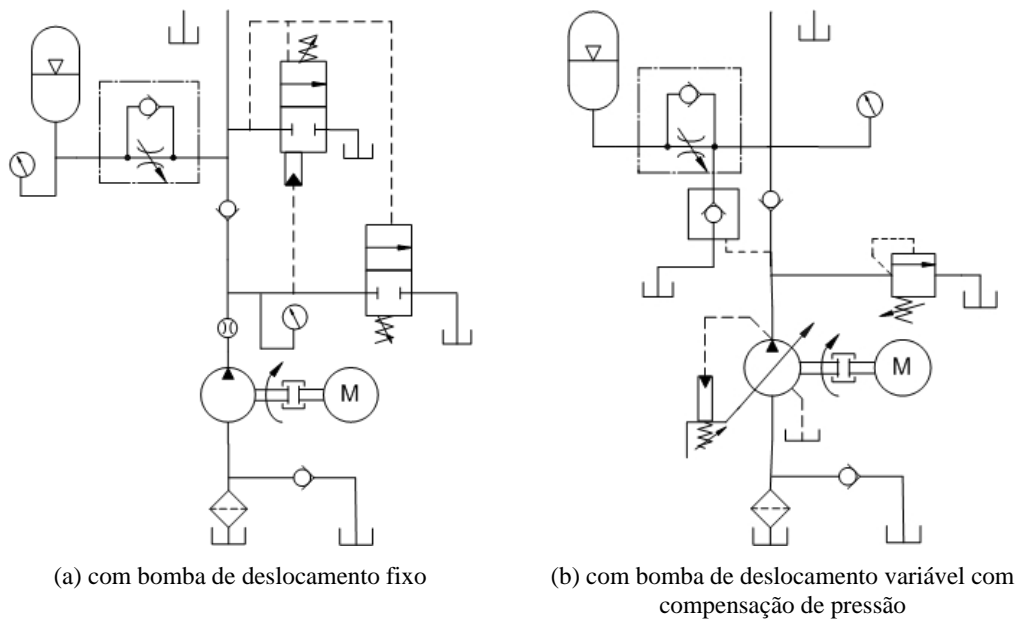 M
M
(a) com bomba de deslocamento fixo
(b) com bomba de deslocamento variável com
compensação de pressão